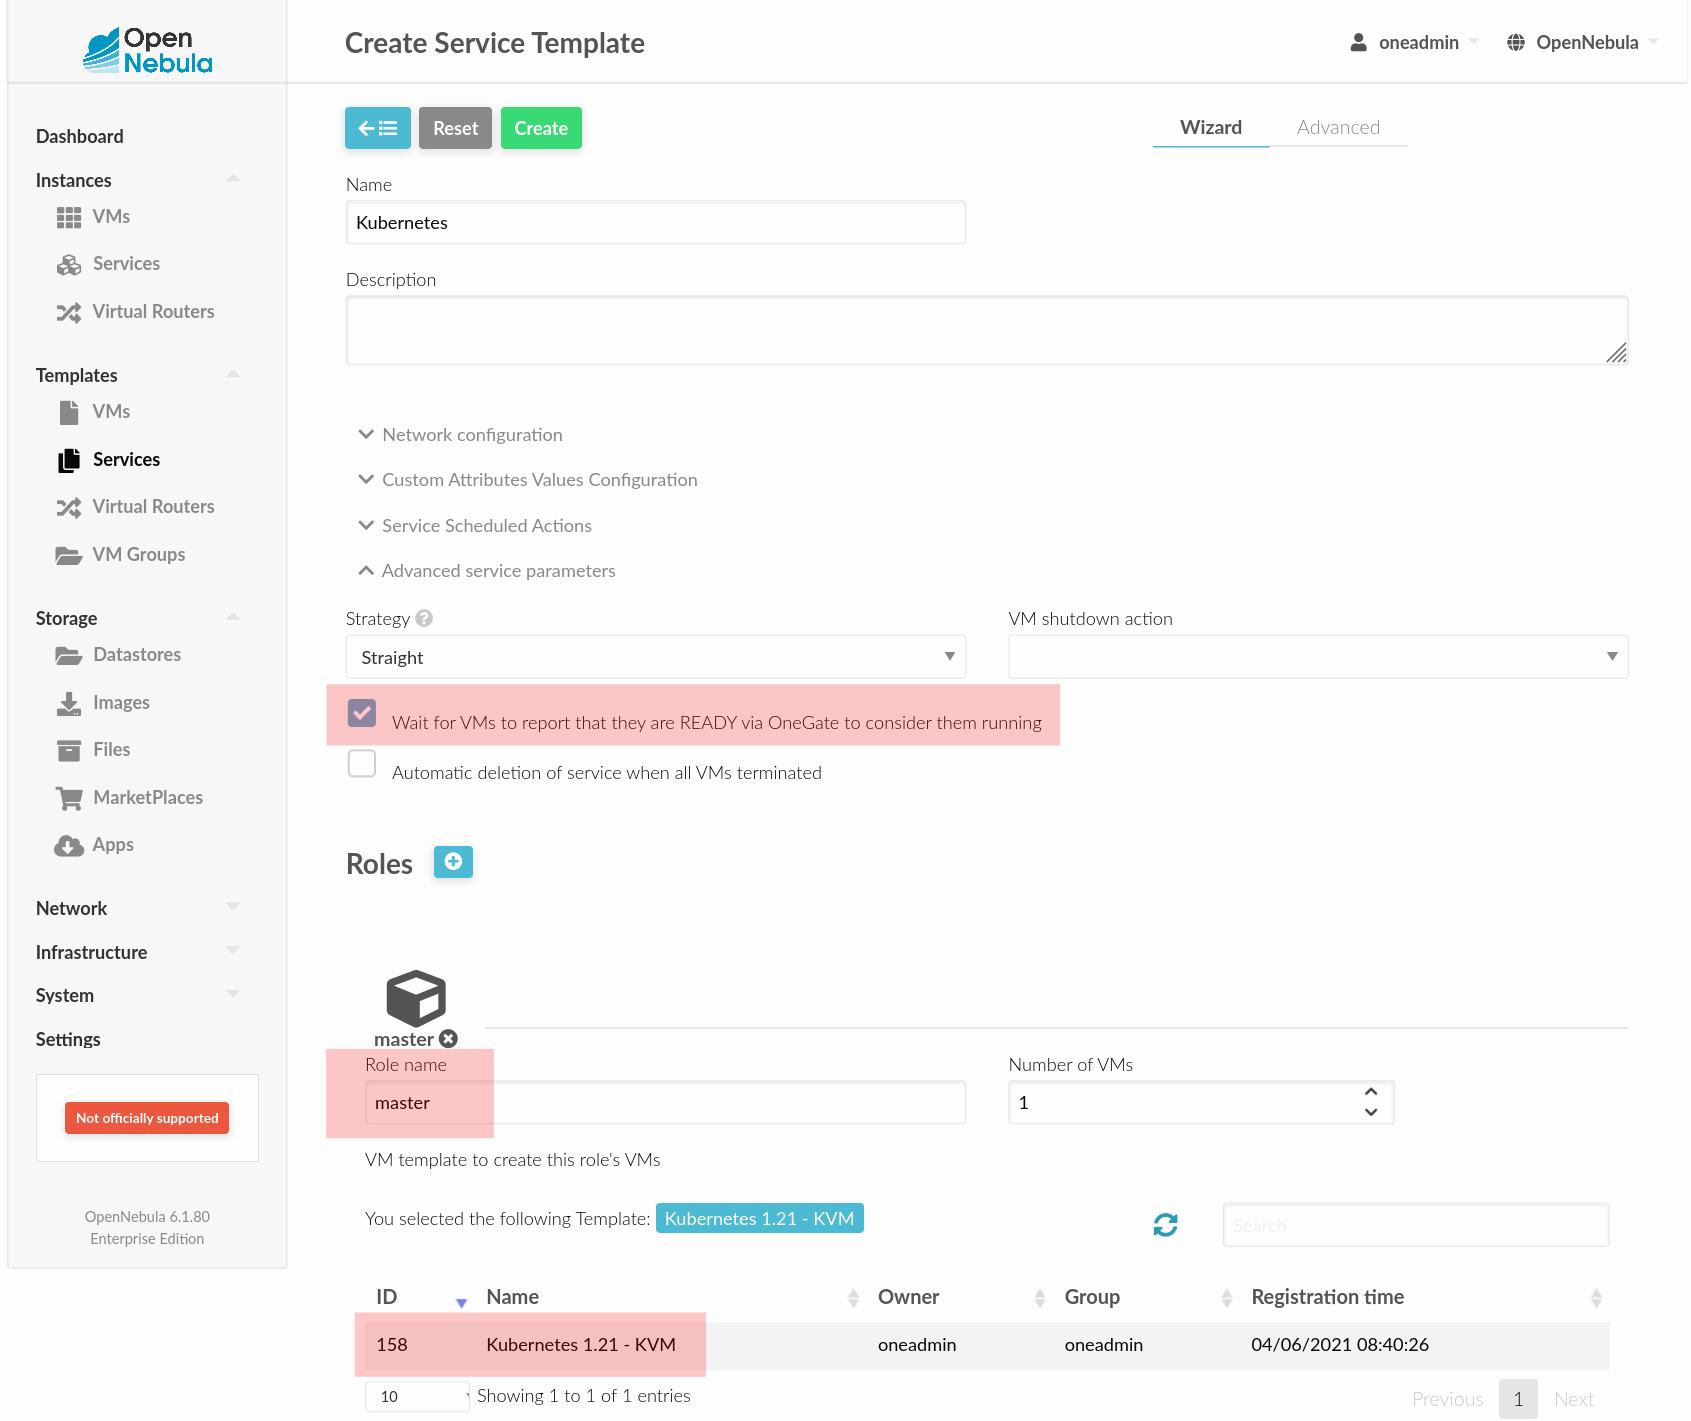 Open
Nebula
Create Service Template
oneadmin
OpenNebula
Dashboard
Instances
VMs
Services
Virtual Routers
Templates
VMs
Services
Virtual Routers
VM Groups
Storage
Datastores
Images
Files
MarketPlaces
Apps
Network
Infrastructure
System
Settings
Not officially supported
OpenNebula 6.1.80
Enterprise Edition
Reset
Create
Wizard
Advanced
Name
Kubernetes
Description
Network configuration
Custom Attributes Values Configuration
Service Scheduled Actions
Advanced service parameters
Strategy ?
VM shutdown action
Straight
Wait for VMs to report that they are READY via OneGate to consider them running
Automatic deletion of service when all VMs terminated
Roles
master
Role name
Number of VMs
master
1
VM template to create this role's VMs
You selected the following Template: Kubernetes 1.21 - KVM
Search
ID Name Owner Group Registration time
158 Kubernetes 1.21 - KVM oneadmin oneadmin 04/06/2021 08:40:26
10 Showing 1 to 1 of 1 entries
Previous 1 Next